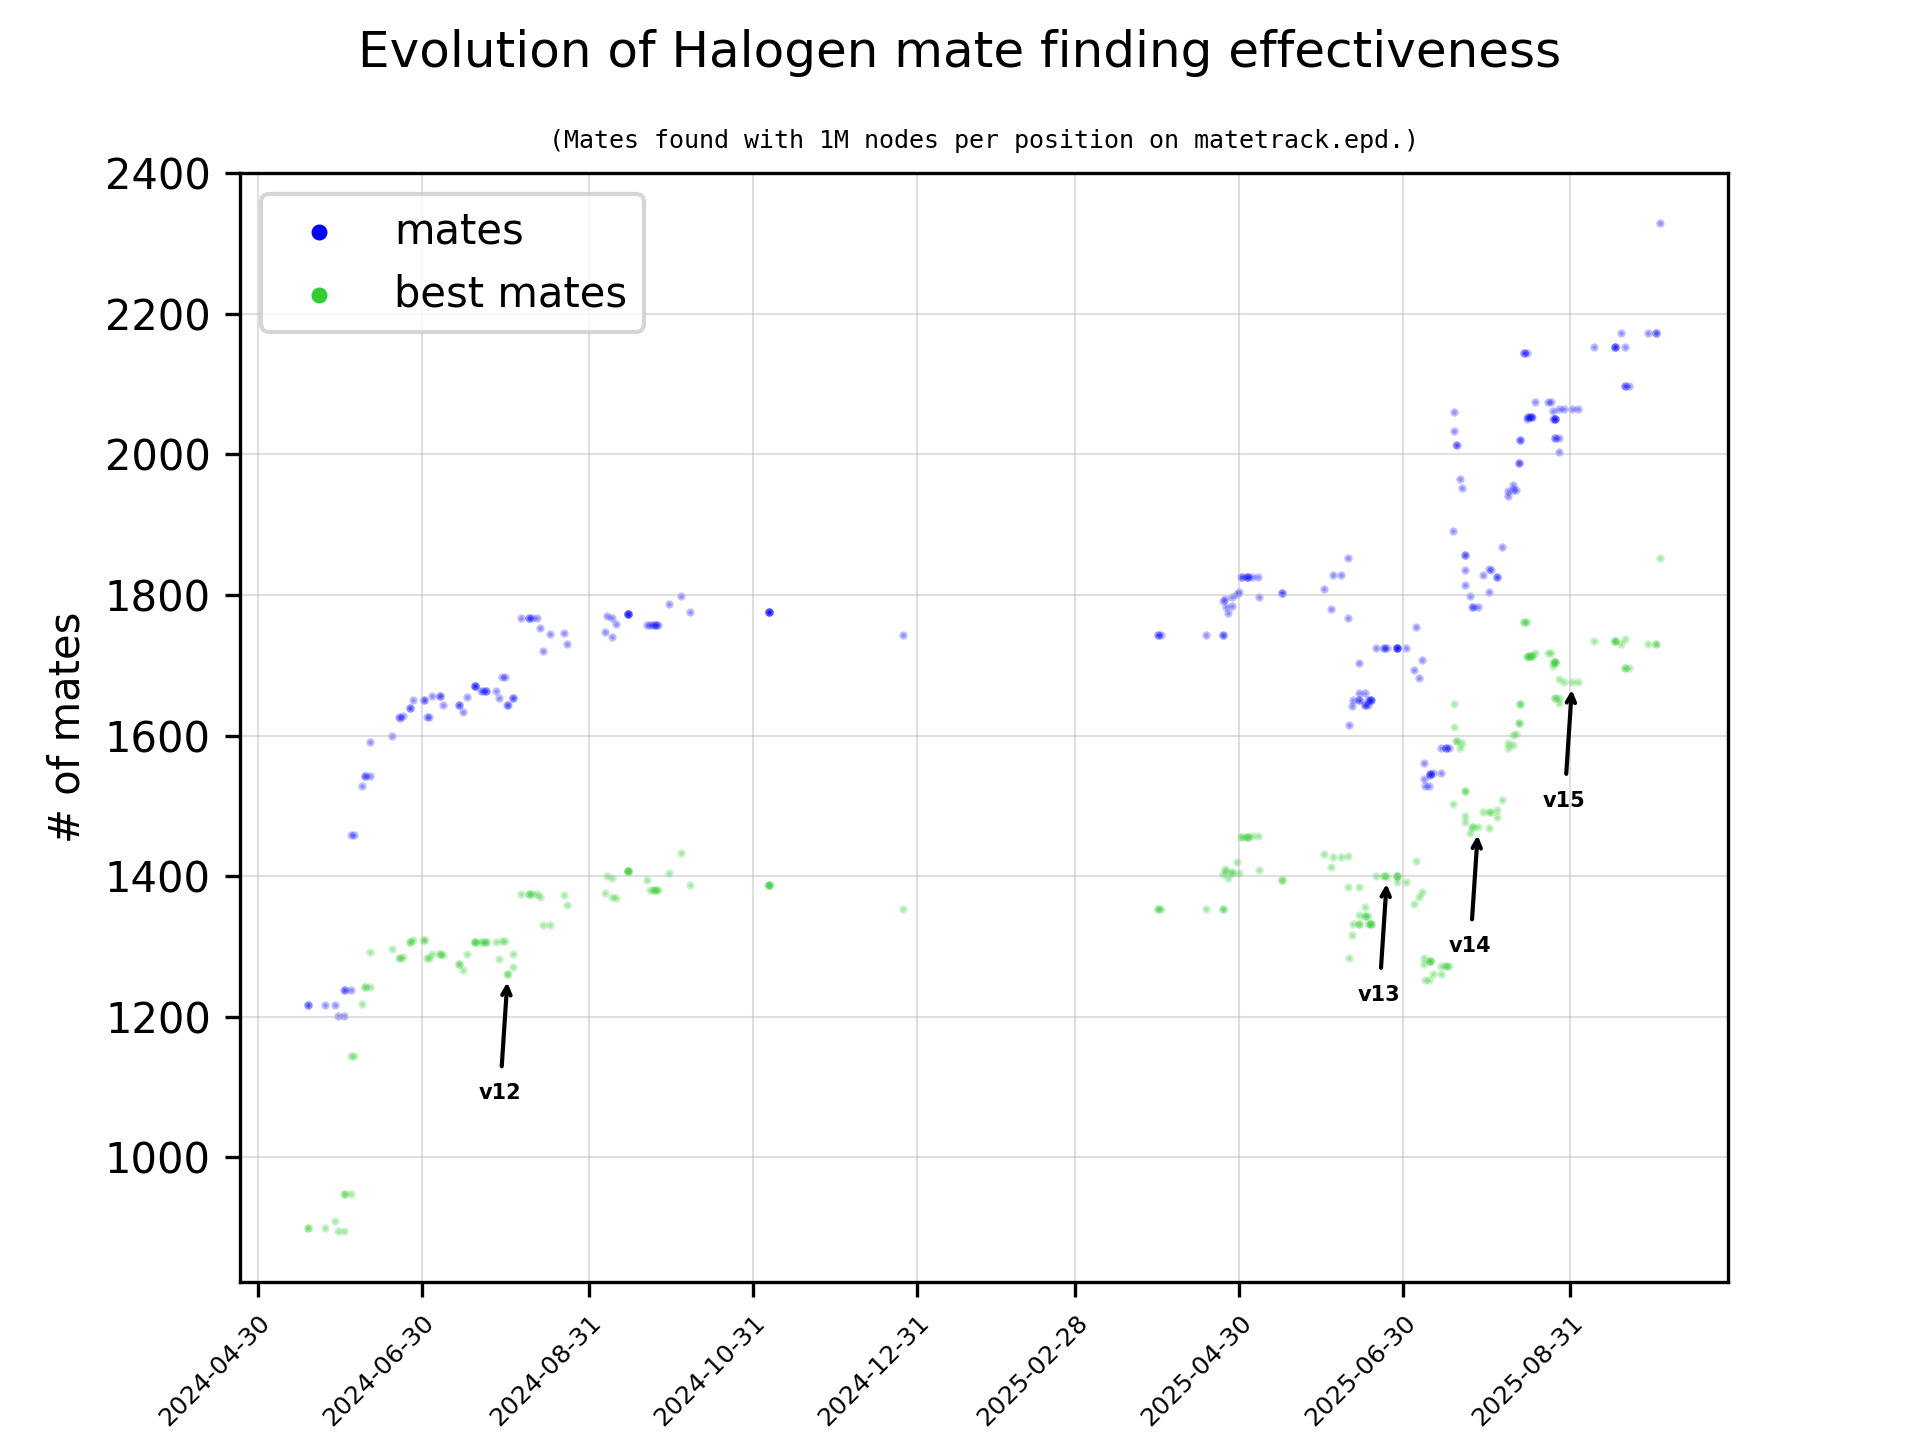 Evolution of Halogen mate finding effectiveness
(Mates found with 1M nodes per position on matetrack.epd.)
mates
best mates
# of mates
2400
2200
2000
1800
1600
1400
1200
1000
v12
v13
v14
v15
2024-04-30
2024-06-30
2024-08-31
2024-10-31
2024-12-31
2025-02-28
2025-04-30
2025-06-30
2025-08-31